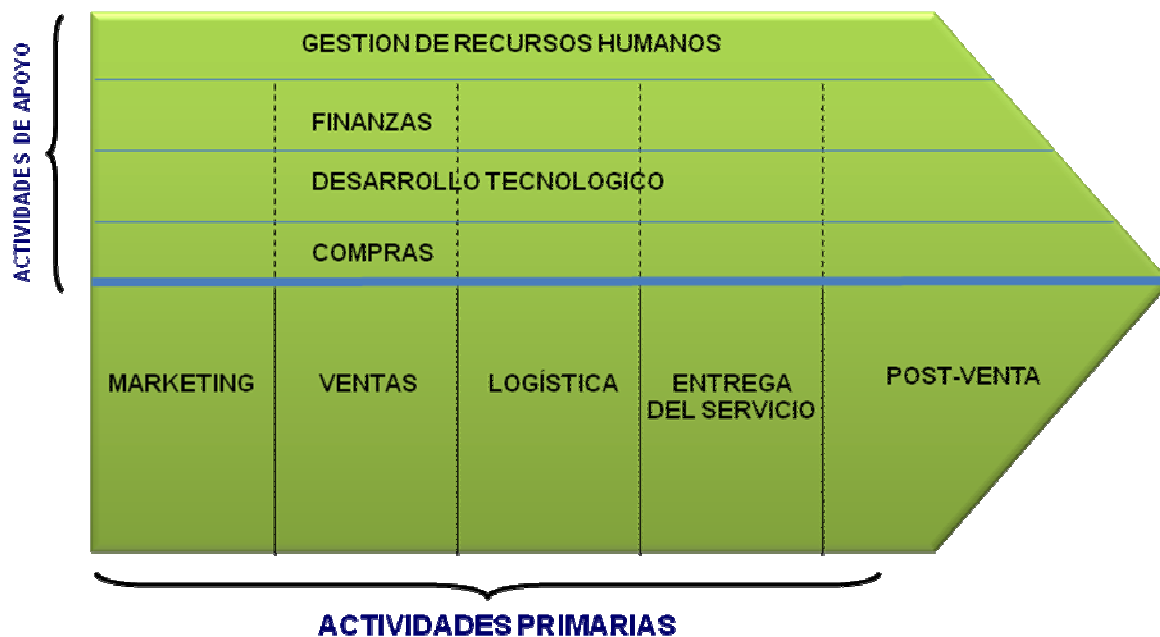 ACTIVIDADES DE APOYO
GESTION DE RECURSOS HUMANOS
FINANZAS
DESARROLLO TECNOLOGICO
COMPRAS
MARKETING
VENTAS
LOGÍSTICA
ENTREGA
DEL SERVICIO
POST-VENTA
ACTIVIDADES PRIMARIAS